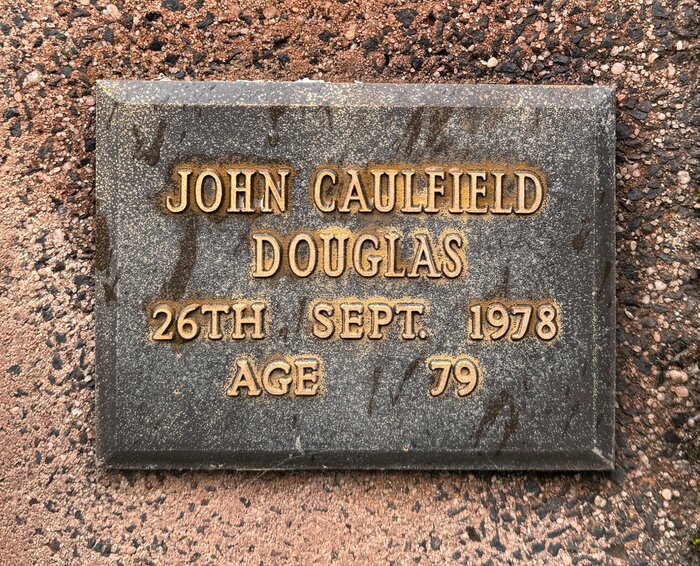 JOHN CAULFIELD
DOUGLAS
26TH SEPT. 1978
AGE 79